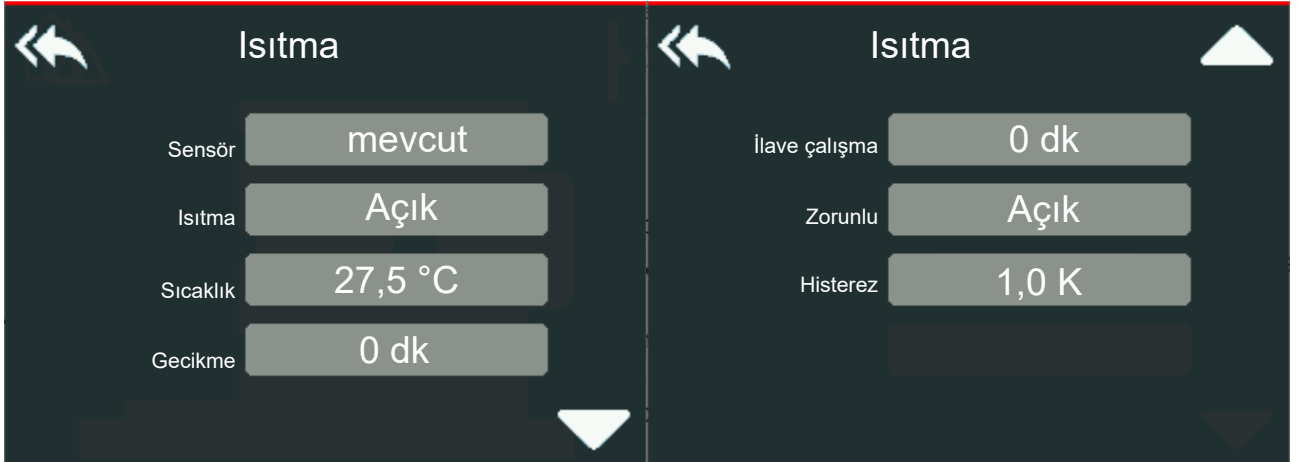 Isıtma
Sensör mevcut
Isıtma Açık
Sıcaklık 27,5 °C
Gecikme 0 dk
Isıtma
İlave çalışma 0 dk
Zorunlu Açık
Histerez 1,0 K